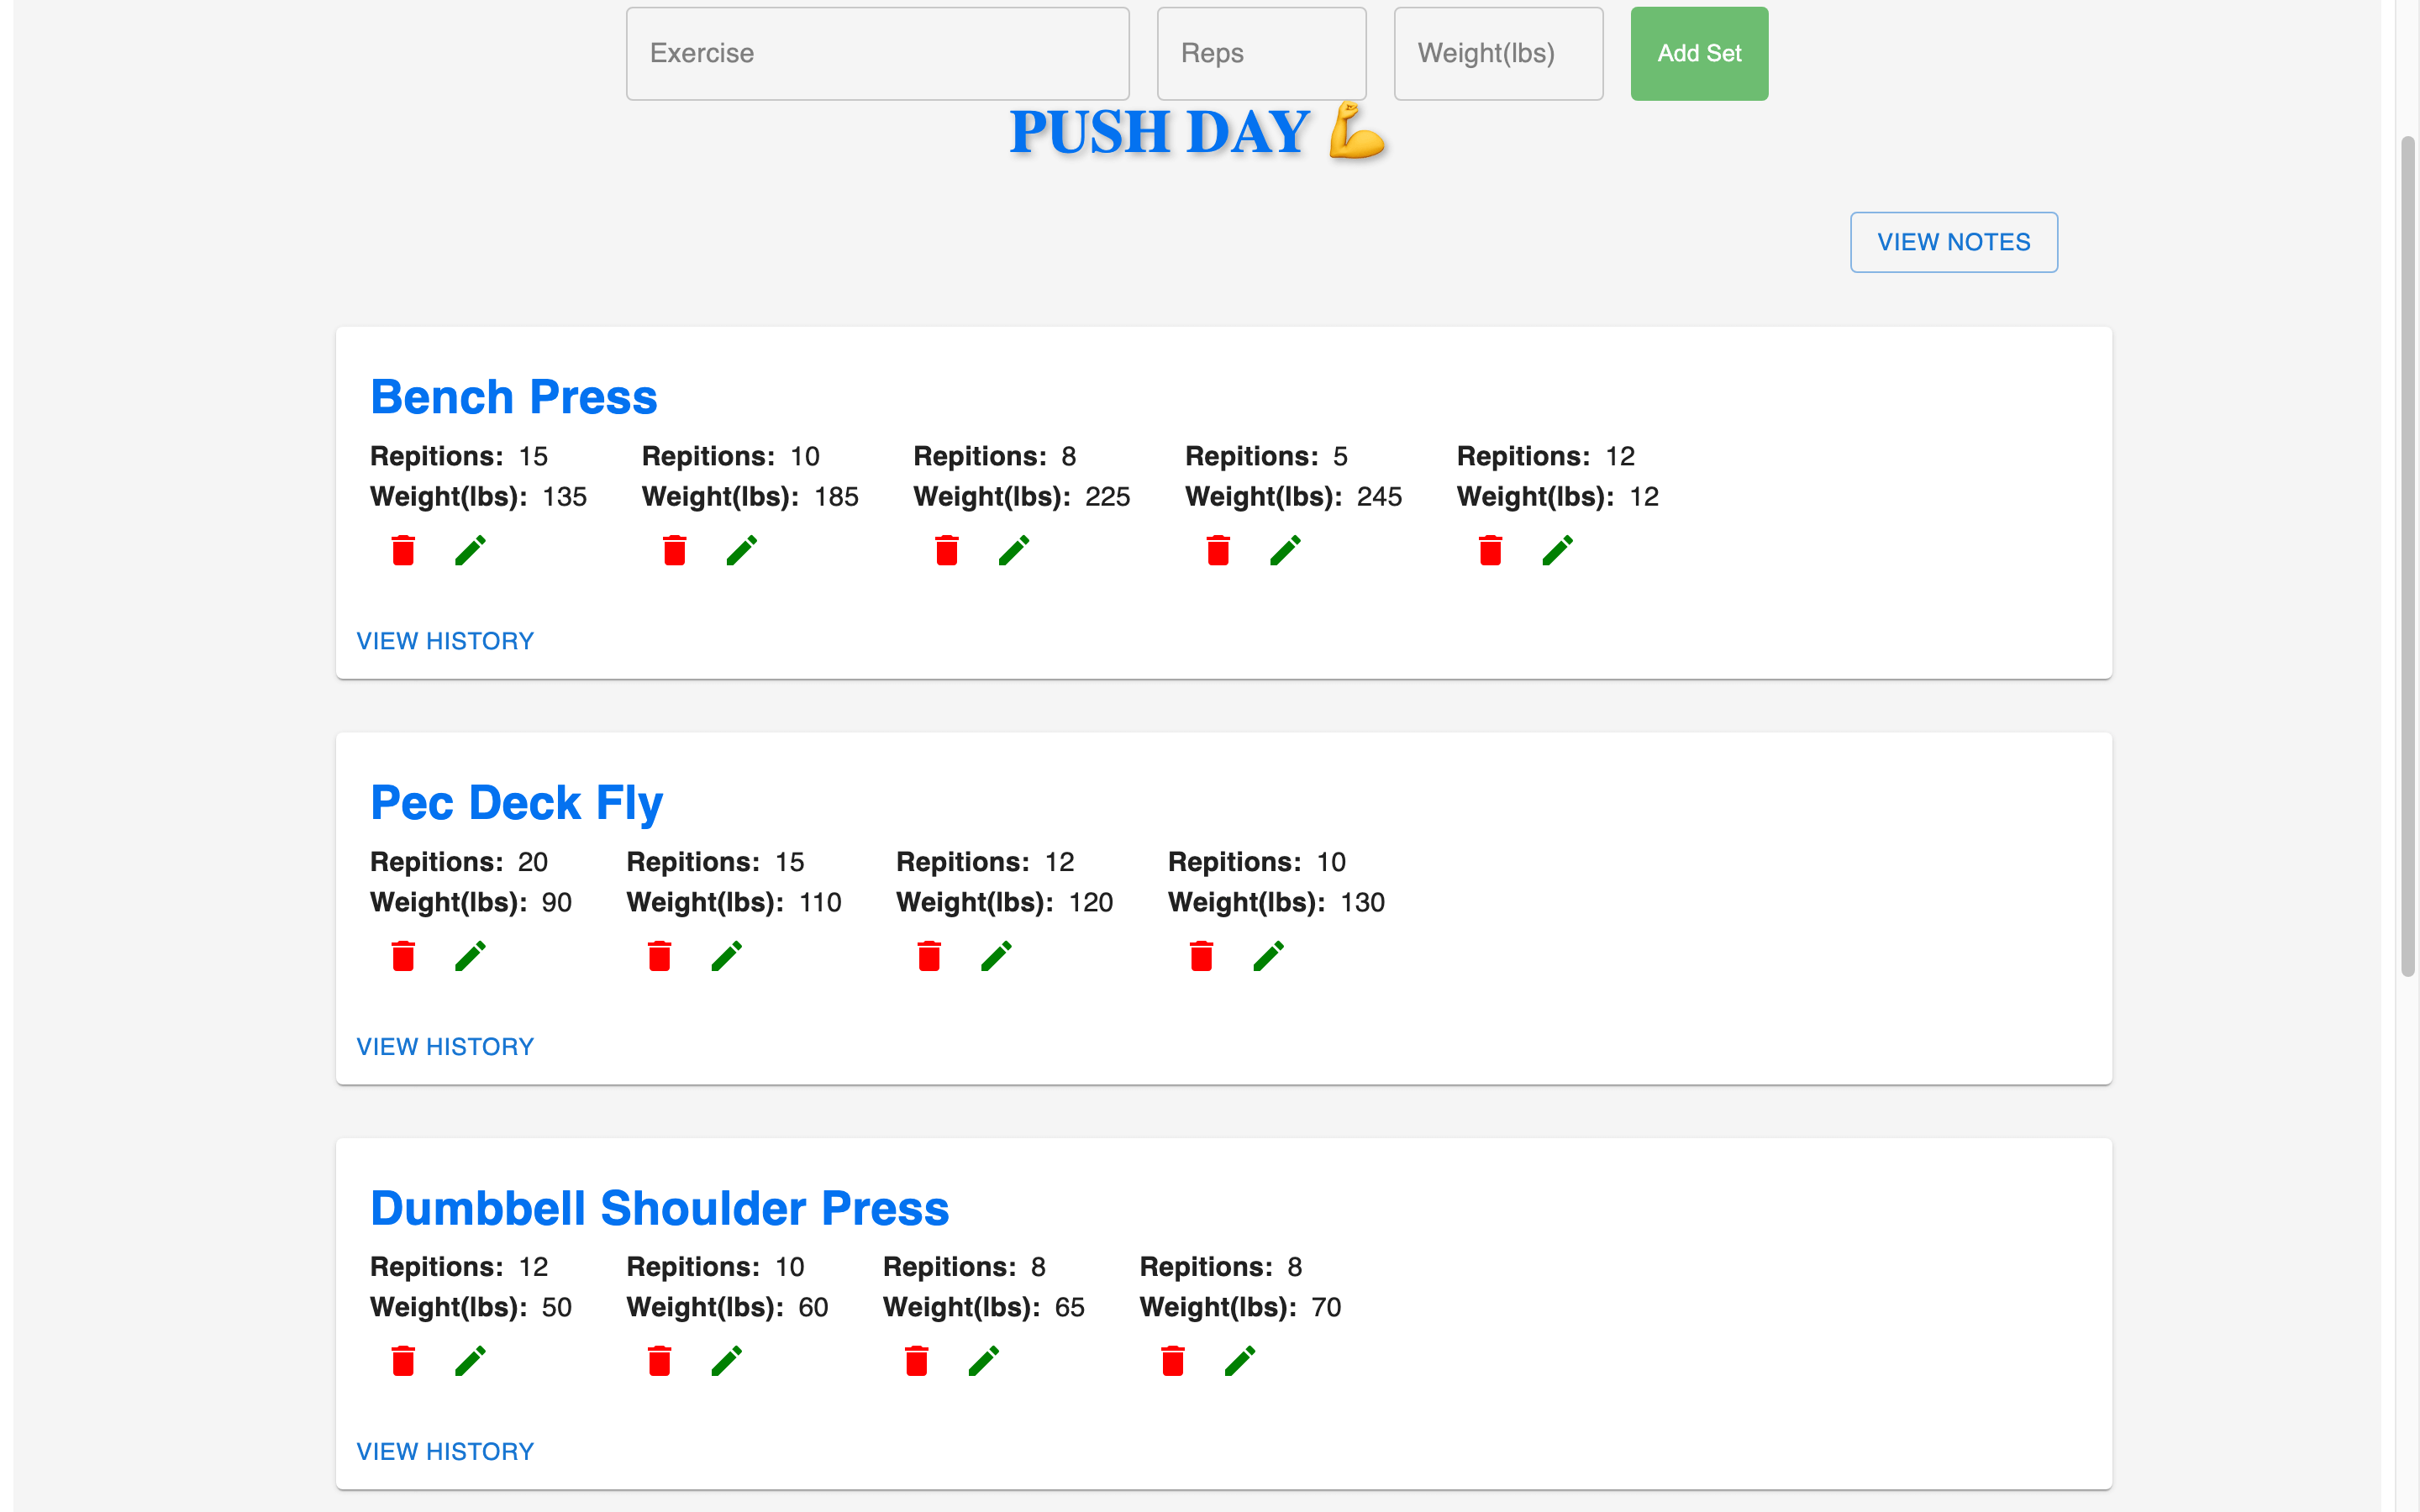 Exercise Reps Weight(lbs) Add Set
PUSH DAY 💪
VIEW NOTES
Bench Press
Repitions: 15 Repitions: 10 Repitions: 8 Repitions: 5 Repitions: 12
Weight(lbs): 135 Weight(lbs): 185 Weight(lbs): 225 Weight(lbs): 245 Weight(lbs): 12
VIEW HISTORY
Pec Deck Fly
Repitions: 20 Repitions: 15 Repitions: 12 Repitions: 10
Weight(lbs): 90 Weight(lbs): 110 Weight(lbs): 120 Weight(lbs): 130
VIEW HISTORY
Dumbbell Shoulder Press
Repitions: 12 Repitions: 10 Repitions: 8 Repitions: 8
Weight(lbs): 50 Weight(lbs): 60 Weight(lbs): 65 Weight(lbs): 70
VIEW HISTORY